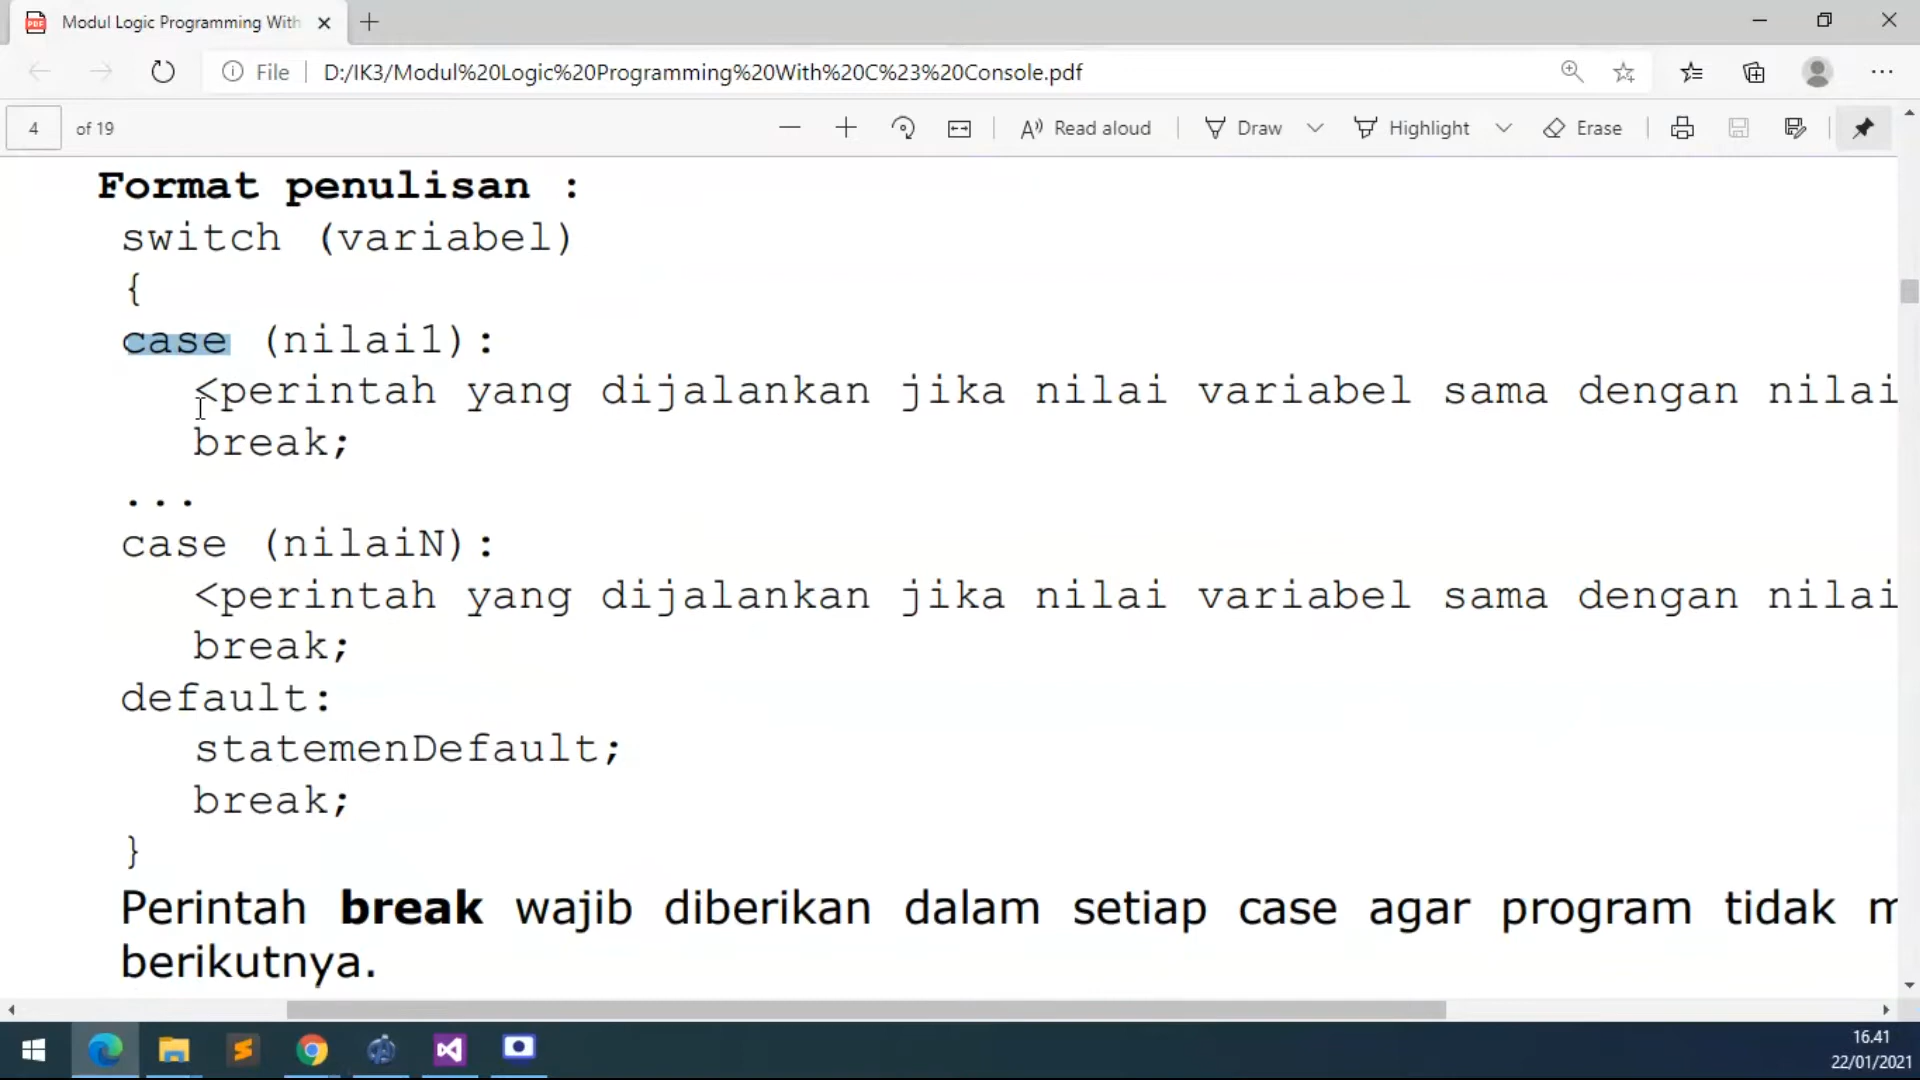 Modul Logic Programming With
File
D:/IK3/Modul%20Logic%20Programming%20With%20C%23%20Console.pdf
4 of 19
Read aloud
Draw
Highlight
Erase
Format penulisan :
switch (variabel)
{
case (nilai1):
<perintah yang dijalankan jika nilai variabel sama dengan nilai
break;
...
case (nilaiN):
<perintah yang dijalankan jika nilai variabel sama dengan nilai
break;
default:
statemenDefault;
break;
}
Perintah break wajib diberikan dalam setiap case agar program tidak m
berikutnya.
16.41
22/01/2021